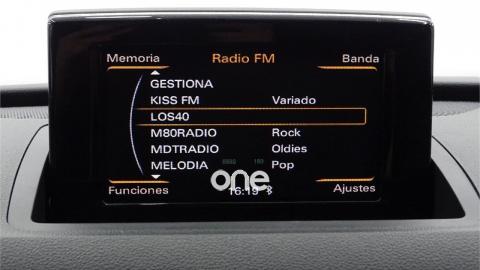 Memoria Radio FM Banda
GESTIONA
KISS FM Variado
LOS40
M80RADIO Rock
MDTRADIO Oldies
MELODIA Pop
one
Funciones 16:19 Ajustes